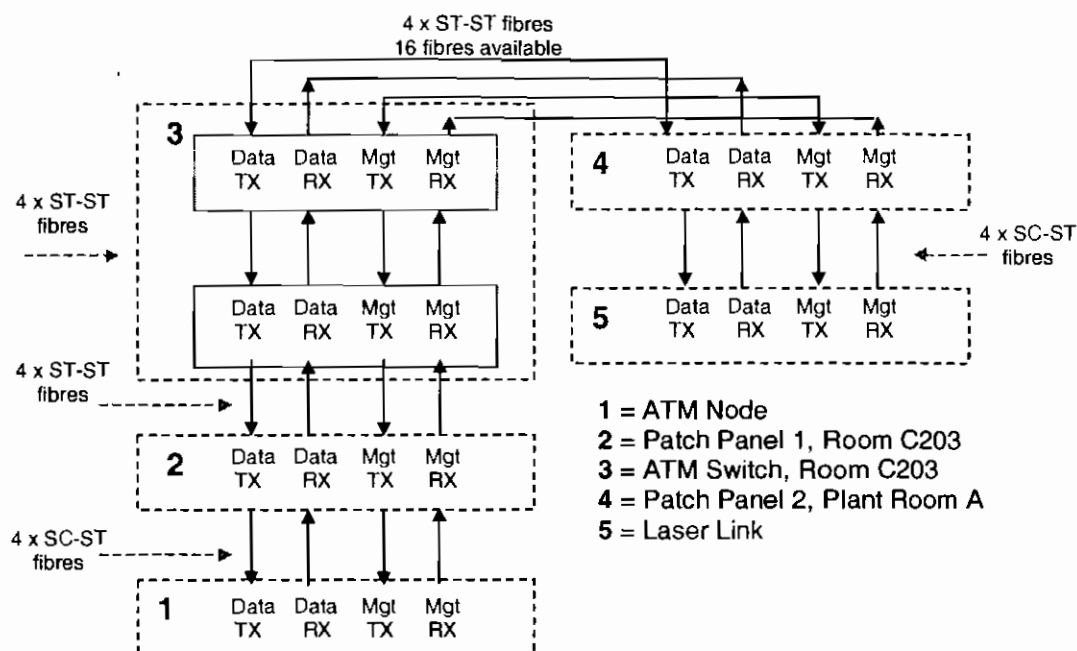 4 x ST-ST fibres
16 fibres available
3
Data Data Mgt Mgt
TX RX TX RX
4 x ST-ST
fibres
Data Data Mgt Mgt
TX RX TX RX
4 x ST-ST
fibres
2
Data Data Mgt Mgt
TX RX TX RX
4 x SC-ST
fibres
1
Data Data Mgt Mgt
TX RX TX RX
4
Data Data Mgt Mgt
TX RX TX RX
4 x SC-ST
fibres
5
Data Data Mgt Mgt
TX RX TX RX
1 = ATM Node
2 = Patch Panel 1, Room C203
3 = ATM Switch, Room C203
4 = Patch Panel 2, Plant Room A
5 = Laser Link